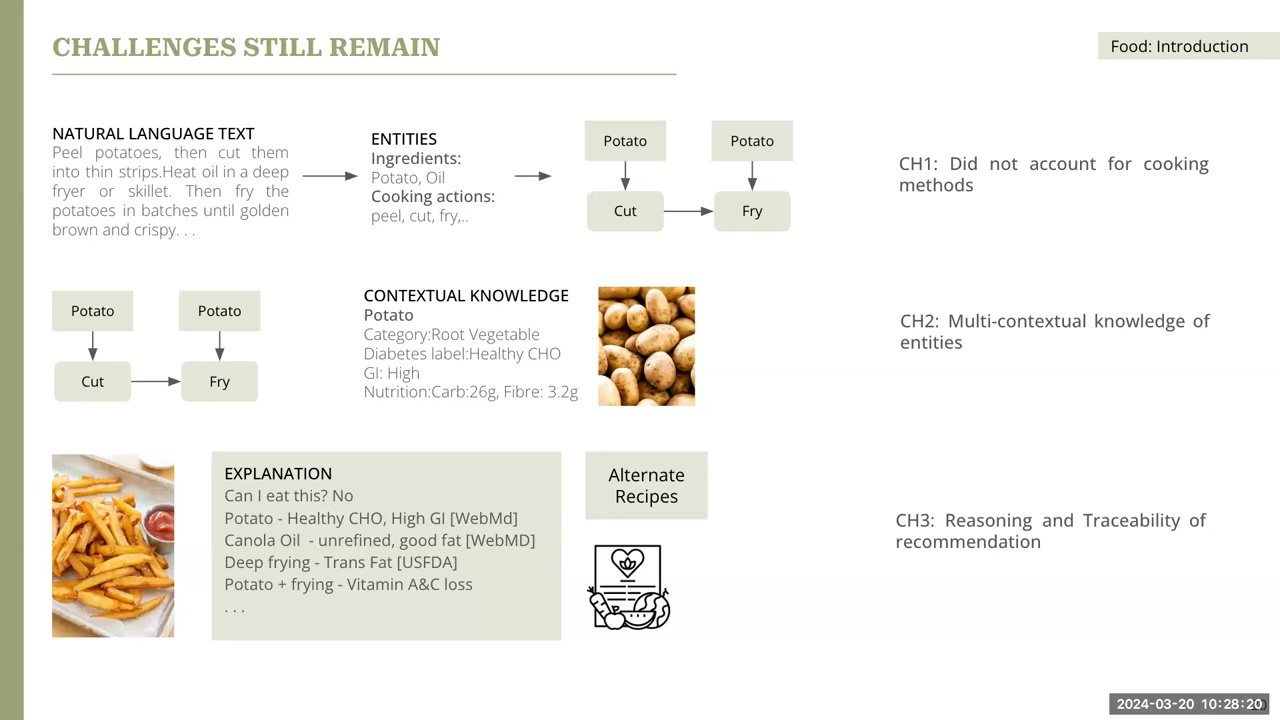 CHALLENGES STILL REMAIN
Food: Introduction
NATURAL LANGUAGE TEXT
Peel potatoes, then cut them
into thin strips.Heat oil in a deep
fryer or skillet. Then fry the
potatoes in batches until golden
brown and crispy. . .
ENTITIES
Ingredients:
Potato, Oil
Cooking actions:
peel, cut, fry,..
Potato
Potato
Cut
Fry
CH1: Did not account for cooking
methods
Potato
Potato
Cut
Fry
CONTEXTUAL KNOWLEDGE
Potato
Category:Root Vegetable
Diabetes label:Healthy CHO
GI: High
Nutrition:Carb:26g, Fibre: 3.2g
CH2: Multi-contextual knowledge of
entities
EXPLANATION
Can I eat this? No
Potato - Healthy CHO, High GI [WebMd]
Canola Oil - unrefined, good fat [WebMD]
Deep frying - Trans Fat [USFDA]
Potato + frying - Vitamin A&C loss
. . .
Alternate
Recipes
CH3: Reasoning and Traceability of
recommendation
2024-03-20 10:28:20